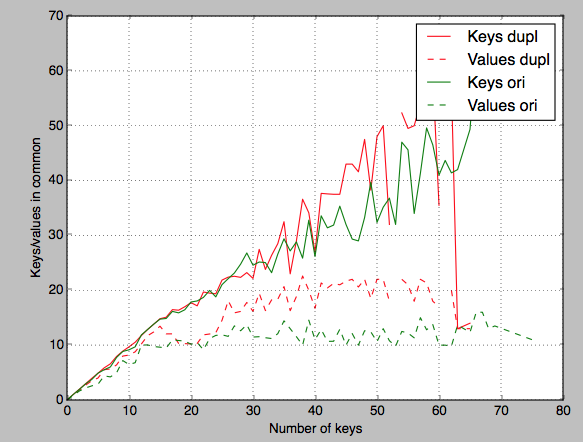 70
60
50
40
30
20
10
0
Keys/values in common
Keys dupl
Values dupl
Keys ori
Values ori
0 10 20 30 40 50 60 70 80
Number of keys